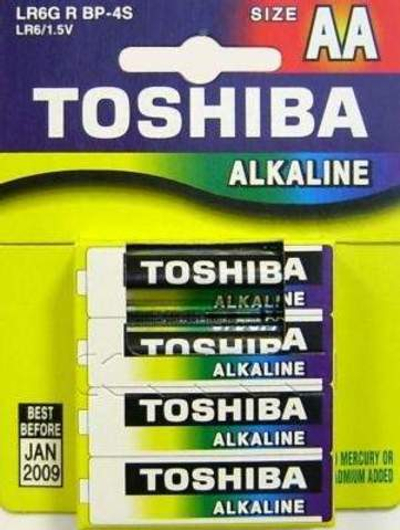 LR6G R BP-4S
LR6/1.5V
SIZE AA
TOSHIBA
ALKALINE
TOSHIBA
ALKALINE
TOSHIBA
ALKALINE
TOSHIBA
ALKALINE
TOSHIBA
ALKALINE
BEST
BEFORE
JAN
2009
MERCURY OR
ADDED